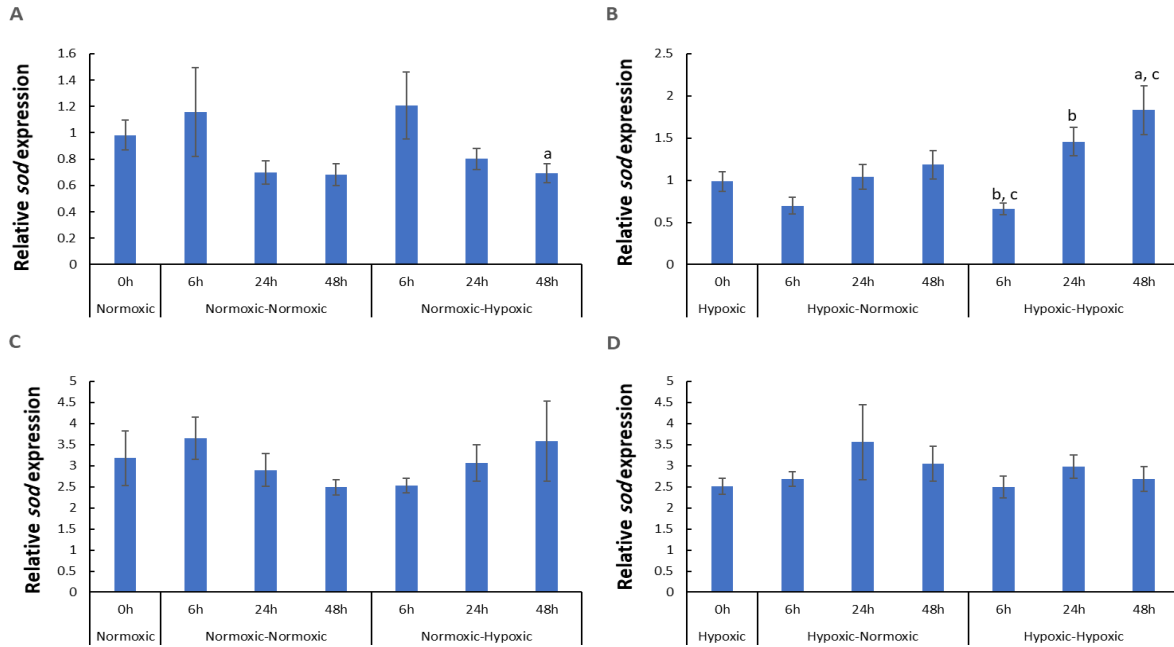 A
Relative sod expression
1.6
1.4
1.2
1
0.8
0.6
0.4
0.2
0
a
0h 6h 24h 48h 6h 24h 48h
Normoxic Normoxic-Normoxic Normoxic-Hypoxic
B
Relative sod expression
2.5
2
1.5
1
0.5
0
b, c
b
a, c
0h 6h 24h 48h 6h 24h 48h
Hypoxic Hypoxic-Normoxic Hypoxic-Hypoxic
C
Relative sod expression
5
4.5
4
3.5
3
2.5
2
1.5
1
0.5
0
0h 6h 24h 48h 6h 24h 48h
Normoxic Normoxic-Normoxic Normoxic-Hypoxic
D
Relative sod expression
5
4.5
4
3.5
3
2.5
2
1.5
1
0.5
0
0h 6h 24h 48h 6h 24h 48h
Hypoxic Hypoxic-Normoxic Hypoxic-Hypoxic